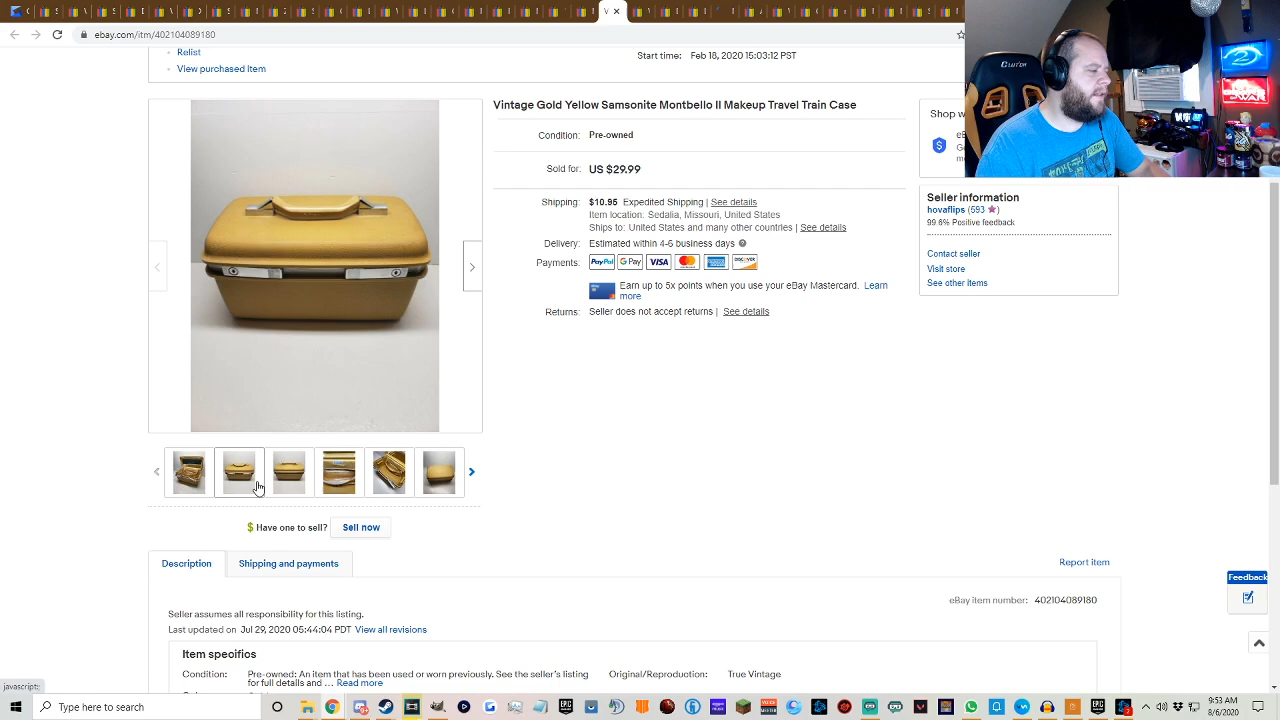 ebay.com/itm/402104089180
Relist
View purchased item
Start time: Feb 18, 2020 15:03:12 PST
Vintage Gold Yellow Samsonite Montbello II Makeup Travel Train Case
Condition: Pre-owned
Sold for: US $29.99
Shipping: $10.95 Expedited Shipping | See details
Item location: Sedalia, Missouri, United States
Ships to: United States and many other countries | See details
Delivery: Estimated within 4-6 business days
Payments: PayPal G Pay VISA
Earn up to 5x points when you use your eBay Mastercard. Learn
more
Returns: Seller does not accept returns | See details
Shop w
Seller information
hovaflips (593)
99.6% Positive feedback
Contact seller
Visit store
See other items
CLUTCH
$ Have one to sell? Sell now
Description
Shipping and payments
Report item
eBay item number: 402104089180
Seller assumes all responsibility for this listing.
Last updated on Jul 29, 2020 05:44:04 PDT View all revisions
Item specifics
Condition: Pre-owned: An item that has been used or worn previously. See the seller's listing
for full details and ... Read more
Original/Reproduction: True Vintage
Feedback
javascript:;
Type here to search
9:53 AM
8/6/2020